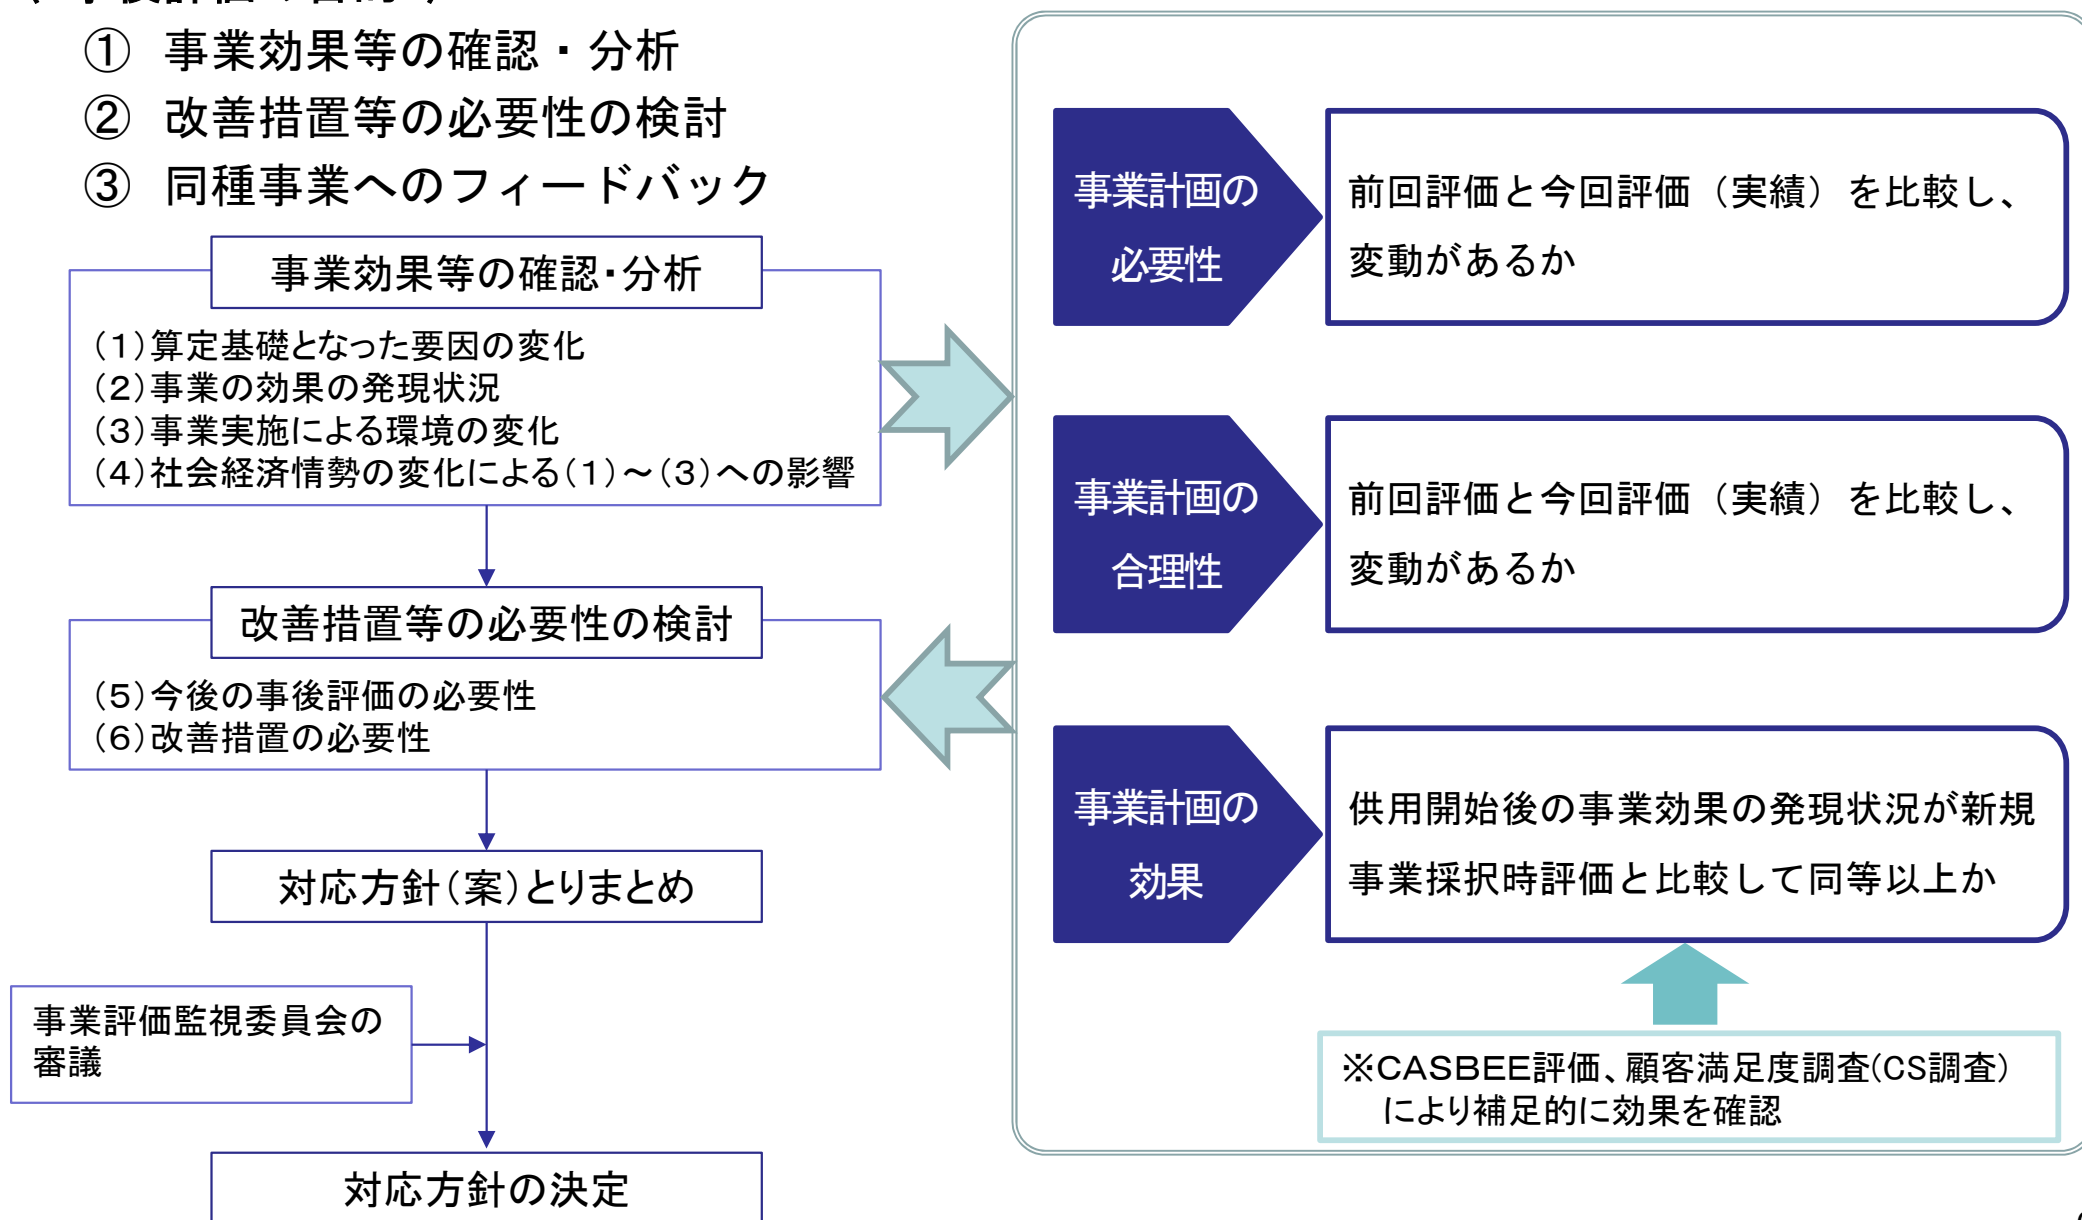 ① 事業効果等の確認・分析
② 改善措置等の必要性の検討
③ 同種事業へのフィードバック
事業効果等の確認・分析
(1)算定基礎となった要因の変化
(2)事業の効果の発現状況
(3)事業実施による環境の変化
(4)社会経済情勢の変化による(1)～(3)への影響
改善措置等の必要性の検討
(5)今後の事後評価の必要性
(6)改善措置の必要性
対応方針(案)とりまとめ
事業評価監視委員会の
審議
対応方針の決定
事業計画の
必要性
前回評価と今回評価（実績）を比較し、
変動があるか
事業計画の
合理性
前回評価と今回評価（実績）を比較し、
変動があるか
事業計画の
効果
供用開始後の事業効果の発現状況が新規
事業採択時評価と比較して同等以上か
※CASBEE評価、顧客満足度調査(CS調査)
により補足的に効果を確認